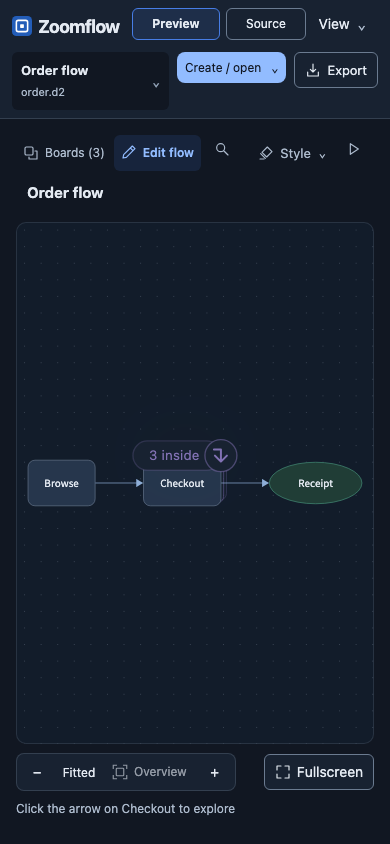 Zoomflow
Preview
Source
View
Order flow
order.d2
Create / open
Export
Boards (3)
Edit flow
Style
Order flow
3 inside
Browse
Checkout
Receipt
− Fitted Overview +
Fullscreen
Click the arrow on Checkout to explore